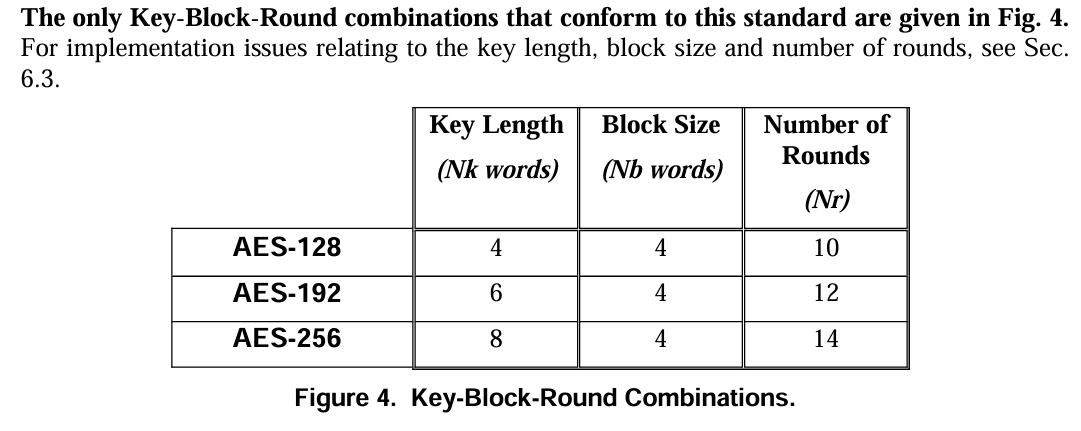 The only Key-Block-Round combinations that conform to this standard are given in Fig. 4.
For implementation issues relating to the key length, block size and number of rounds, see Sec.
6.3.
Key Length Block Size Number of
Rounds
(Nk words) (Nb words)
(Nr)
AES-128 4 4 10
AES-192 6 4 12
AES-256 8 4 14
Figure 4. Key-Block-Round Combinations.